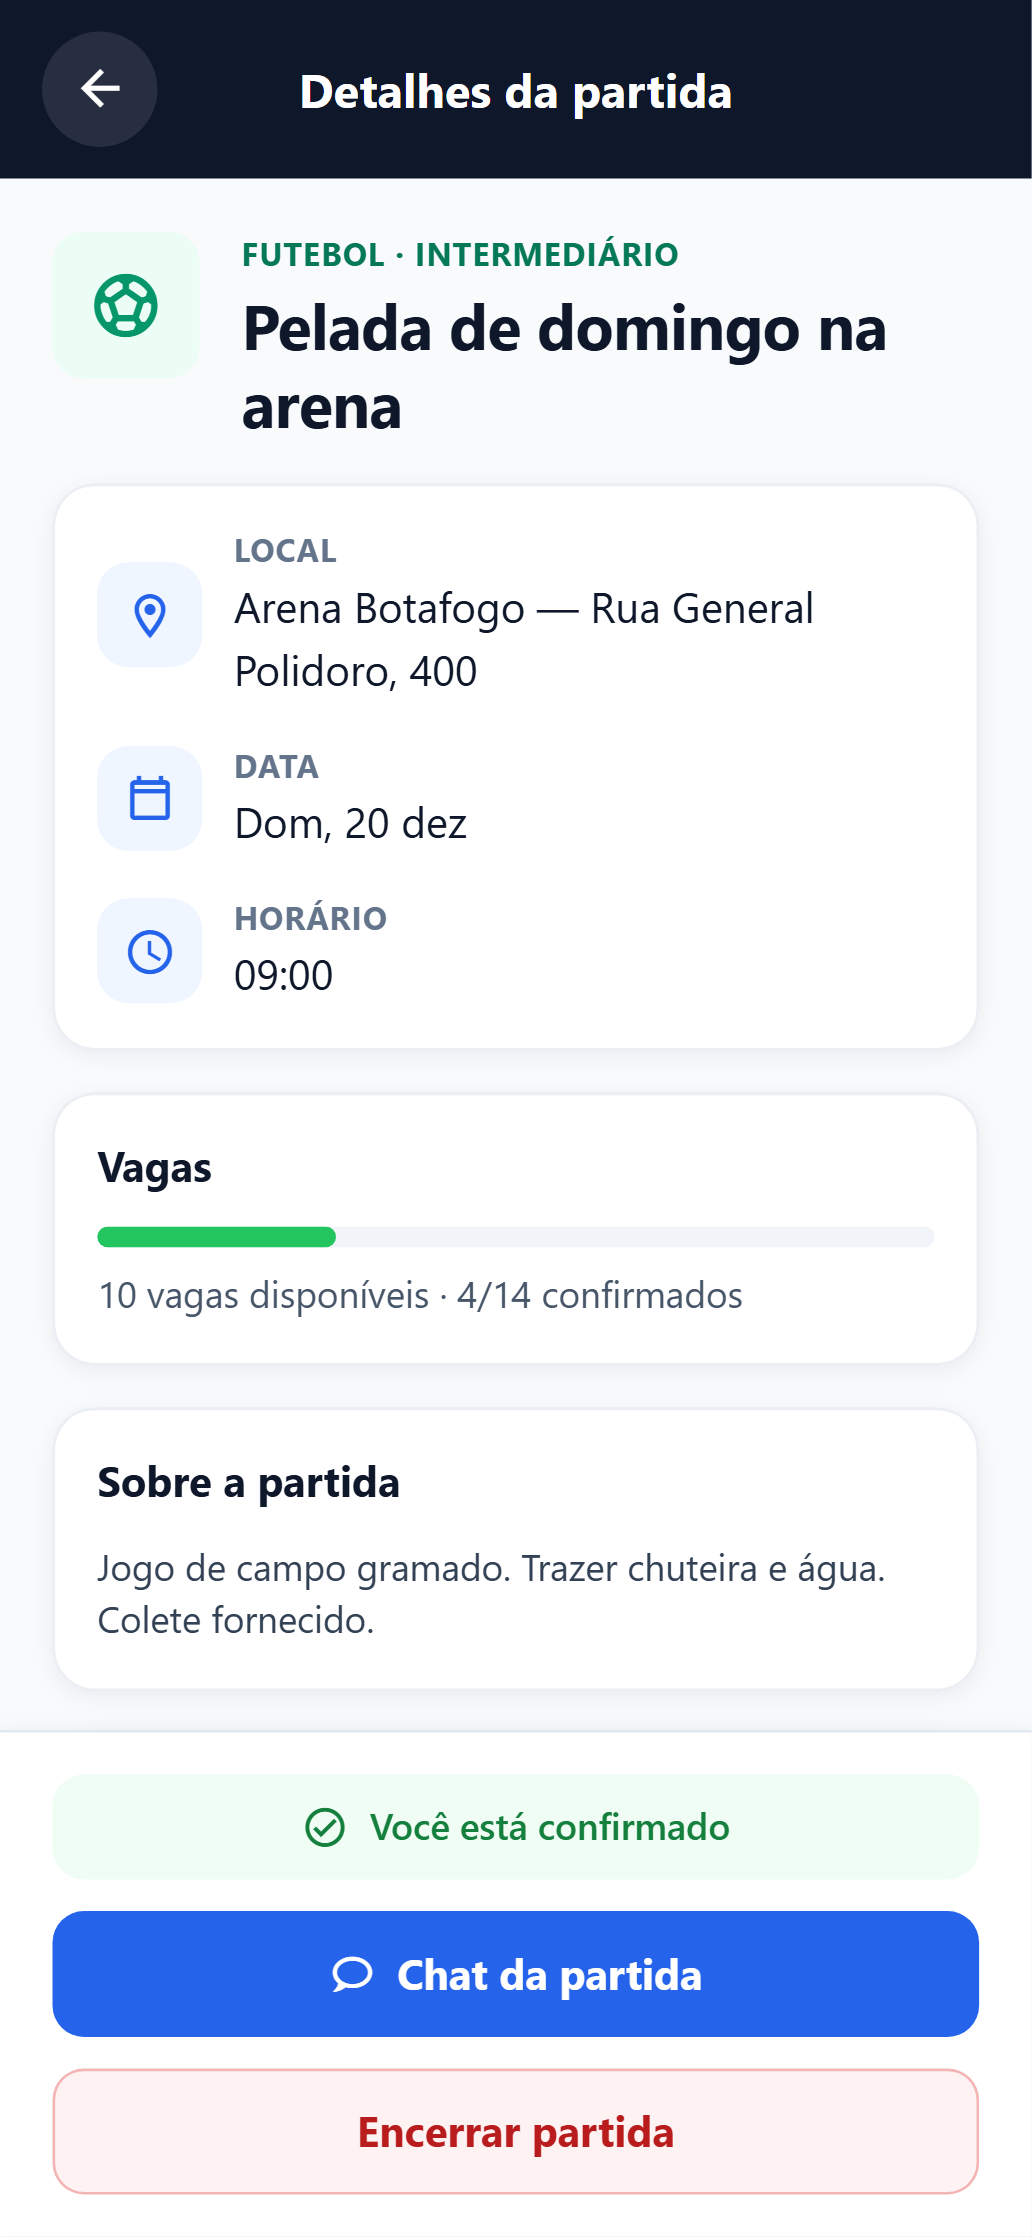 Detalhes da partida
FUTEBOL · INTERMEDIÁRIO
Pelada de domingo na
arena
LOCAL
Arena Botafogo — Rua General
Polidoro, 400
DATA
Dom, 20 dez
HORÁRIO
09:00
Vagas
10 vagas disponíveis · 4/14 confirmados
Sobre a partida
Jogo de campo gramado. Trazer chuteira e água.
Colete fornecido.
Você está confirmado
Chat da partida
Encerrar partida